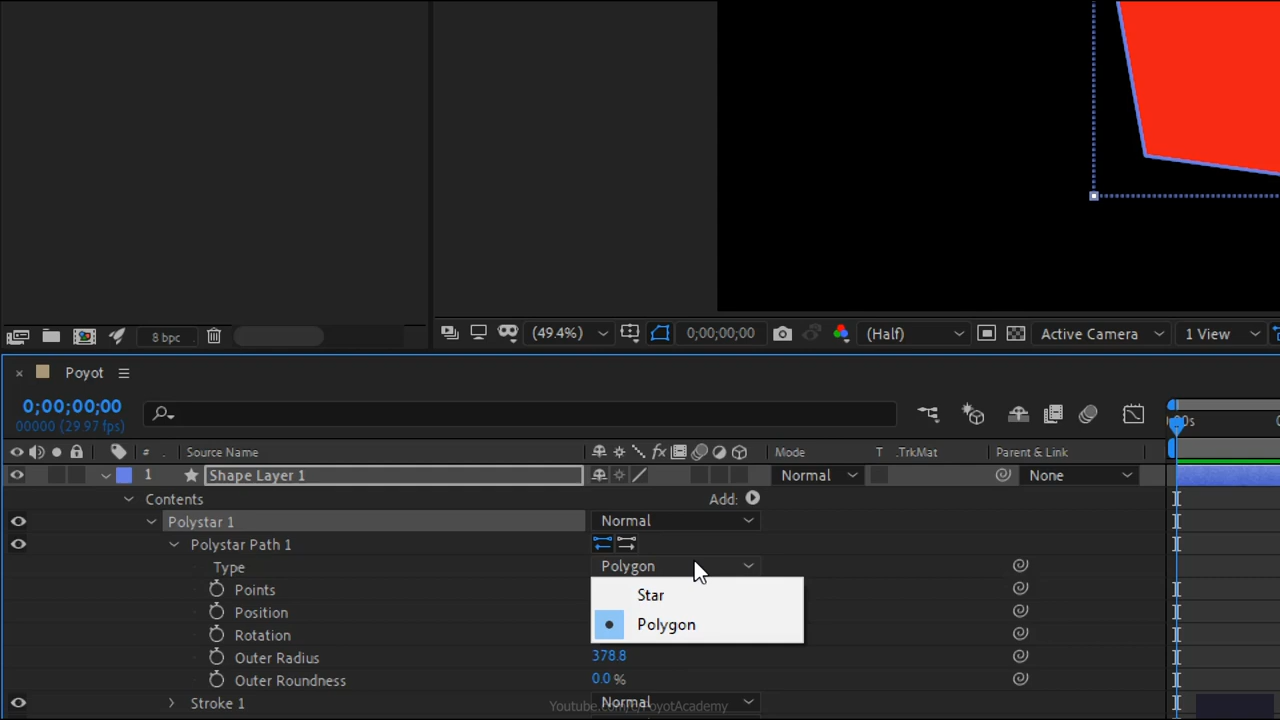 8 bpc
(49.4%)
0;00;00;00
(Half)
Active Camera
1 View
Poyot
0;00;00;00
00000 (29.97 fps)
00s
#
.
Source Name
Mode
T
.TrkMat
Parent & Link
1
Shape Layer 1
Normal
None
Contents
Add:
Polystar 1
Normal
Polystar Path 1
Type
Polygon
Points
Star
Position
Polygon
Rotation
Outer Radius
378.8
Outer Roundness
0.0 %
Stroke 1
Normal